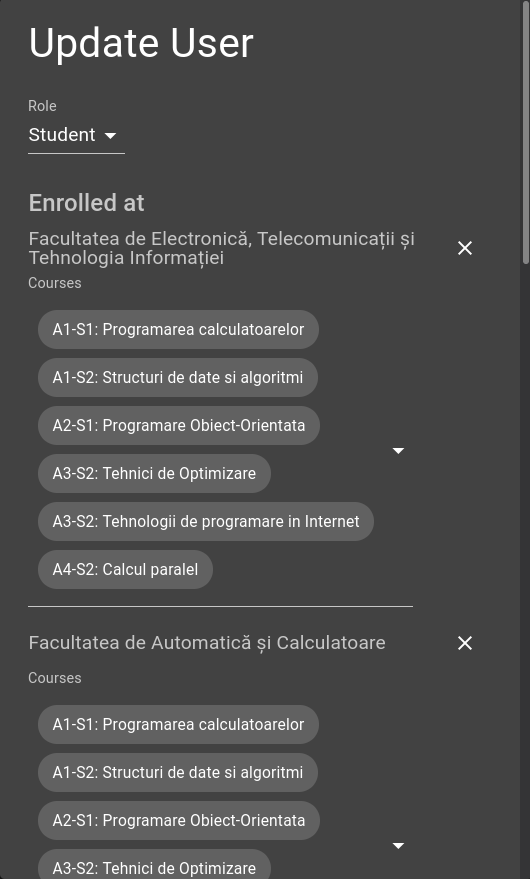 Update User
Role
Student
Enrolled at
Facultatea de Electronică, Telecomunicații și
Tehnologia Informației
Courses
A1-S1: Programarea calculatoarelor
A1-S2: Structuri de date si algoritmi
A2-S1: Programare Obiect-Orientata
A3-S2: Tehnici de Optimizare
A3-S2: Tehnologii de programare in Internet
A4-S2: Calcul paralel
Facultatea de Automatică și Calculatoare
Courses
A1-S1: Programarea calculatoarelor
A1-S2: Structuri de date si algoritmi
A2-S1: Programare Obiect-Orientata
A3-S2: Tehnici de Optimizare